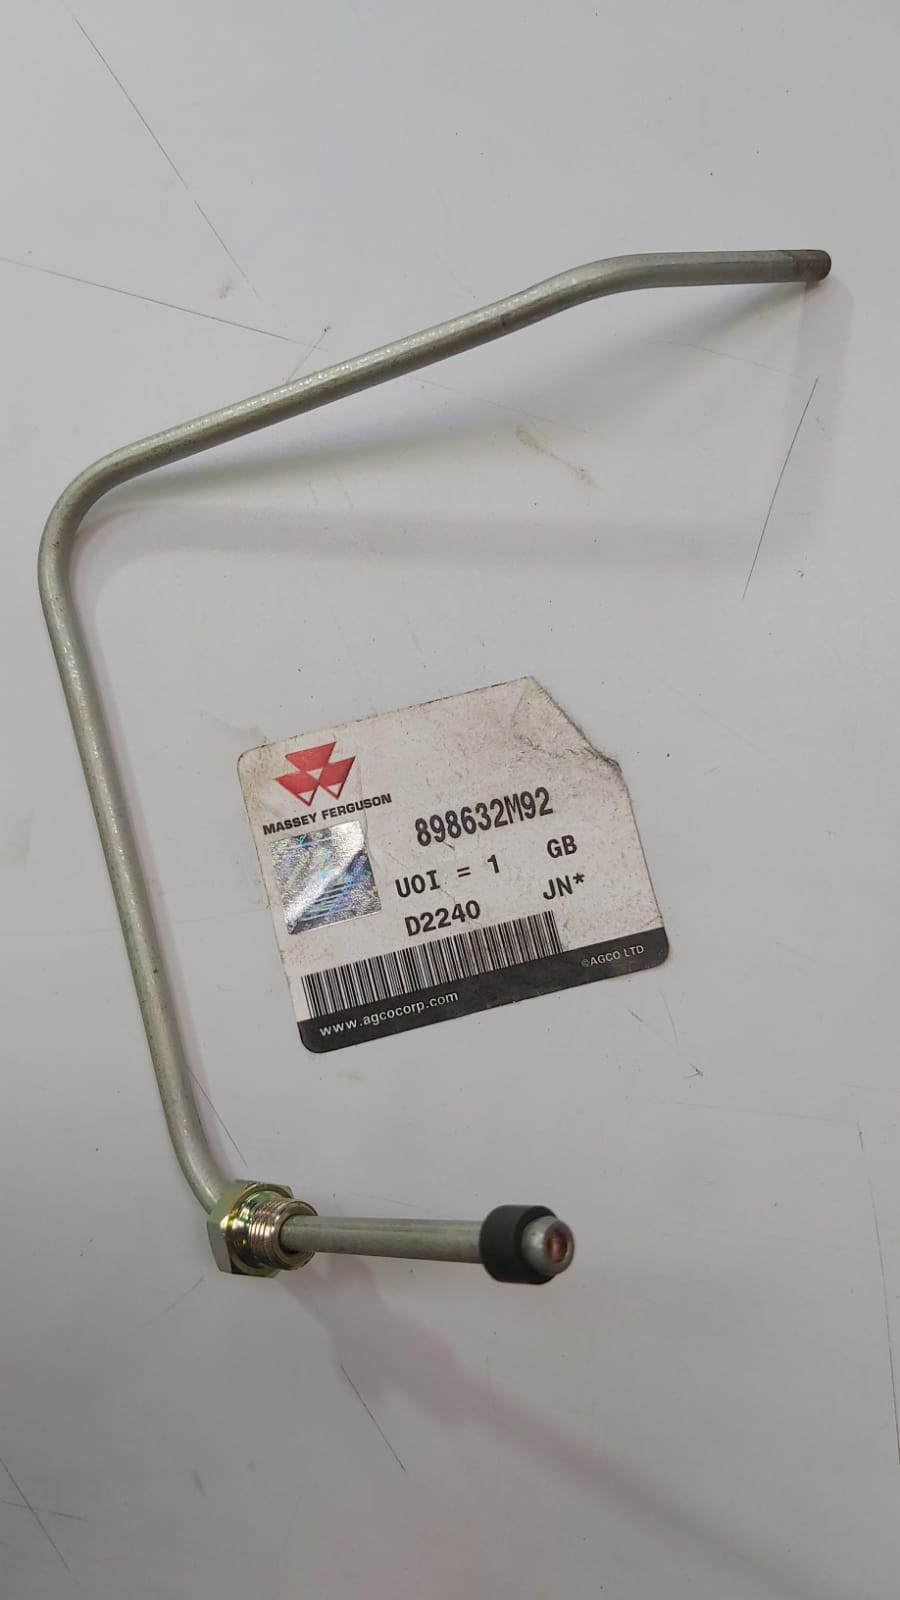 MASSEY FERGUSON
898632M92
UOI = 1 GB
D2240 JN*
©AGCO LTD
www.agcocorp.com